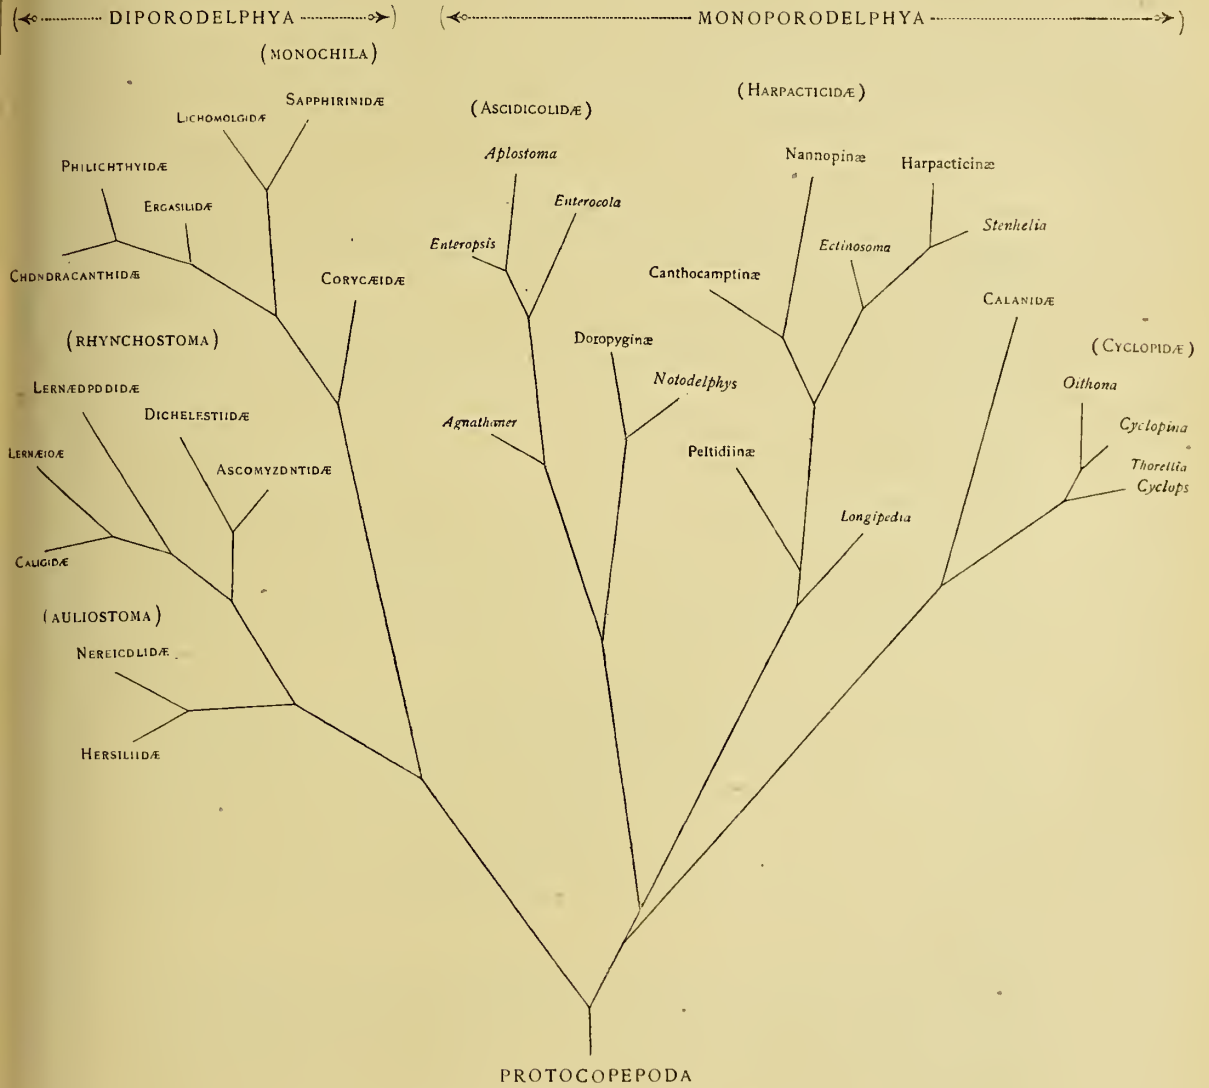 (<------ DIPORODELPHYA ------>) (<------ MONOPORODELPHYA ------>)
(MONOCHILA)
SAPPHIRINIDÆ
LICHOMOLGIDÆ
(ASCIDICOLIDÆ)
(HARPACTICIDÆ)
PHILICHTHYIDÆ
Aplostoma
Nannopinæ
Harpacticinæ
ERGASILIDÆ
Enterocola
Stenhelia
Enteropsis
Ectinosoma
CHONDRACANTHIDÆ
CORYCÆIDÆ
Canthocamptinæ
CALANIDÆ
(RHYNCHOSTOMA)
Doropyginæ
(CYCLOPIDÆ)
LERNÆOPODIDÆ
Notodelphys
Oithona
DICHELESTIIDÆ
Agnathaner
Cyclopina
LERNÆIDÆ
ASCOMYZONTIDÆ
Peltidiinæ
Thorellia
Cyclops
Longipedia
CALIGIDÆ
(AULIOSTOMA)
NEREICOLIDÆ
HERSILIIDÆ
PROTOCOPEPODA